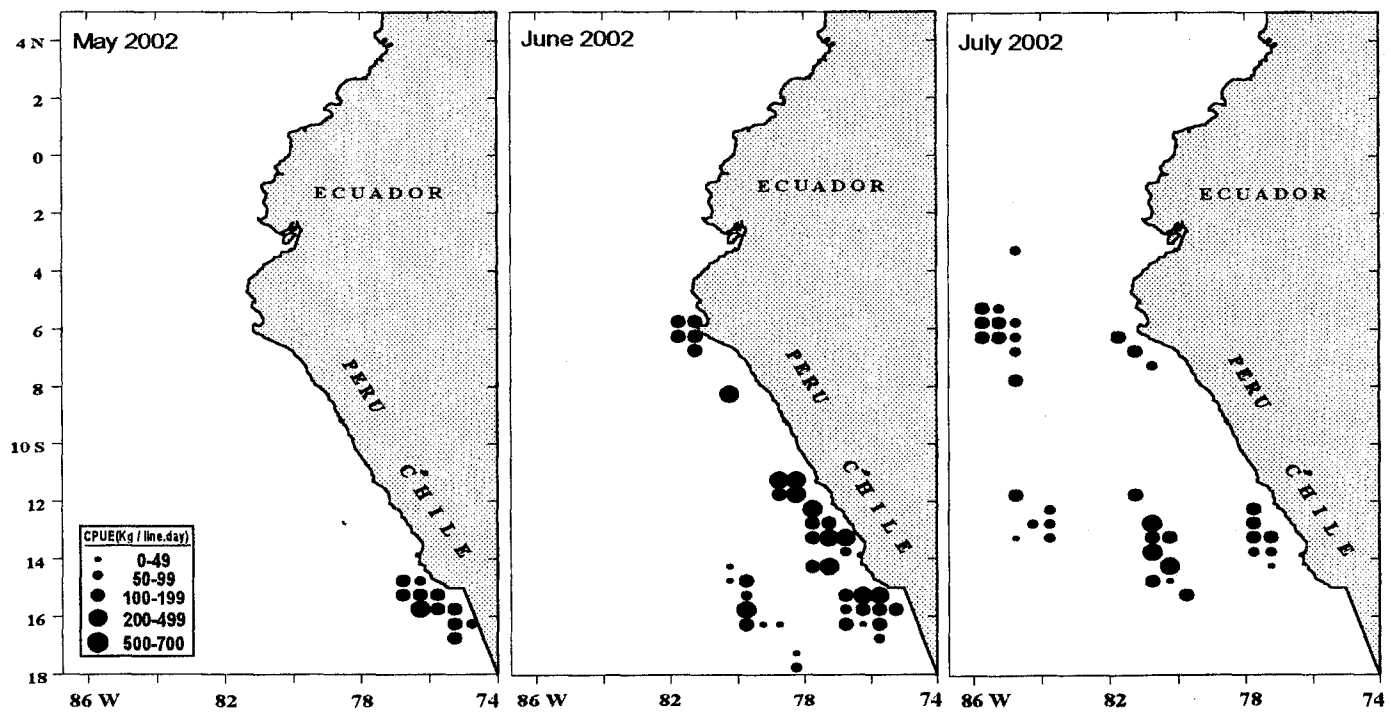 May 2002
June 2002
July 2002
4 N
2
0
2
4
6
8
10 S
12
14
16
18
ECUADOR
PERU
CHILE
ECUADOR
PERU
CHILE
ECUADOR
PERU
CHILE
CPUE(Kg / line.day)
0-49
50-99
100-199
200-499
500-700
86 W
82
78
74
86 W
82
78
74
86 W
82
78
74